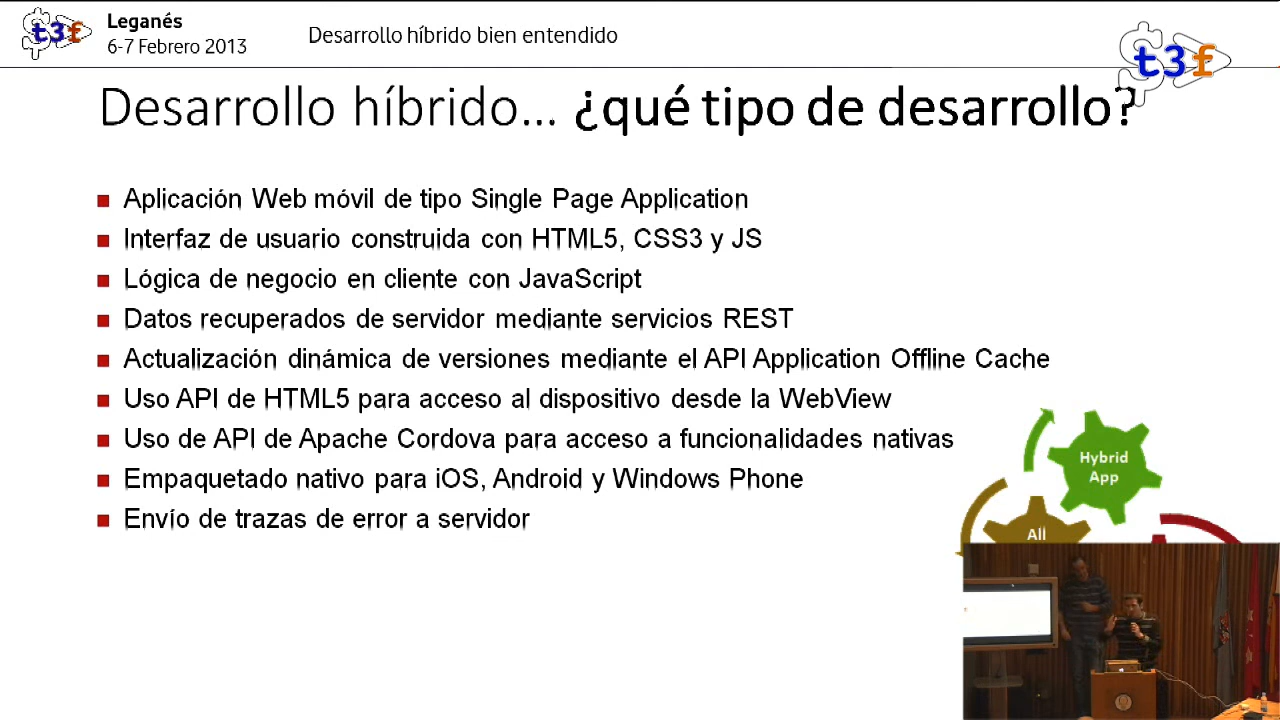 t3f
Leganés
6-7 Febrero 2013
Desarrollo híbrido bien entendido
t3f
Desarrollo híbrido... ¿qué tipo de desarrollo?
Aplicación Web móvil de tipo Single Page Application
Interfaz de usuario construida con HTML5, CSS3 y JS
Lógica de negocio en cliente con JavaScript
Datos recuperados de servidor mediante servicios REST
Actualización dinámica de versiones mediante el API Application Offline Cache
Uso API de HTML5 para acceso al dispositivo desde la WebView
Uso de API de Apache Cordova para acceso a funcionalidades nativas
Empaquetado nativo para iOS, Android y Windows Phone
Envío de trazas de error a servidor
Hybrid
App
All